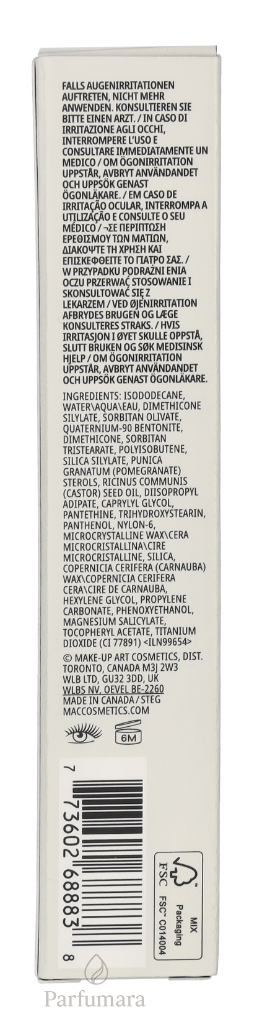 FALLS AUGENIRRITATIONEN
AUFTRETEN, NICHT MEHR
ANWENDEN. KONSULTIEREN SIE
BITTE EINEN ARZT. / IN CASO DI
IRRITAZIONE AGLI OCCHI,
INTERROMPERE L'USO E
CONSULTARE IMMEDIATAMENTE UN
MEDICO / OM ÖGONIRRITATION
UPPSTÅR, AVBRYT ANVÄNDANDET
OCH UPPSÖK GENAST
ÖGONLÄKARE. / EM CASO DE
IRRITAÇÃO OCULAR, INTERROMPA A
UTILIZAÇÃO E CONSULTE O SEU
MÉDICO / ¬ΣΕ ΠΕΡΙΠΤΩΣΗ
ΕΡΕΘΙΣΜΟΥ ΤΩΝ ΜΑΤΙΩΝ,
ΔΙΑΚΟΨΤΕ ΤΗ ΧΡΗΣΗ ΚΑΙ
ΕΠΙΣΚΕΦΘΕΙΤΕ ΤΟ ΓΙΑΤΡΟ ΣΑΣ. /
W PRZYPADKU PODRAŻNI ENIA
OCZU PRZERWAĆ STOSOWANIE I
SKONSULTOWAĆ SIĘ Z
LEKARZEM / VED ØJENIRRITATION
AFBRYDES BRUGEN OG LÆGE
KONSULTERES STRAKS. / HVIS
IRRITASJON I ØYET SKULLE OPPSTÅ,
SLUTT BRUKEN OG SØK MEDISINSK
HJELP / OM ÖGONIRRITATION
UPPSTÅR, AVBRYT ANVÄNDANDET
OCH UPPSÖK GENAST ÖGONLÄKARE.
INGREDIENTS: ISODODECANE,
WATER\AQUA\EAU, DIMETHICONE
SILYLATE, SORBITAN OLIVATE,
QUATERNIUM-90 BENTONITE,
DIMETHICONE, SORBITAN
TRISTEARATE, POLYISOBUTENE,
SILICA SILYLATE, PUNICA
GRANATUM (POMEGRANATE)
STEROLS, RICINUS COMMUNIS
(CASTOR) SEED OIL, DIISOPROPYL
ADIPATE, CAPRYLYL GLYCOL,
PANTETHINE, TRIHYDROXYSTEARIN,
PANTHENOL, NYLON-6,
MICROCRYSTALLINE WAX\CERA
MICROCRISTALLINA\CIRE
MICROCRISTALLINE, SILICA,
COPERNICIA CERIFERA (CARNAUBA)
WAX\COPERNICIA CERIFERA
CERA\CIRE DE CARNAUBA,
HEXYLENE GLYCOL, PROPYLENE
CARBONATE, PHENOXYETHANOL,
MAGNESIUM SALICYLATE,
TOCOPHERYL ACETATE, TITANIUM
DIOXIDE (CI 77891) <ILN99654>
© MAKE-UP ART COSMETICS, DIST.
TORONTO, CANADA M3J 2W3
WLB LTD, GU32 3DD, UK
WLBS NV, OEVEL BE-2260
MADE IN CANADA / STEG
MACCOSMETICS.COM
6M
7 73602 68883 8
FSC
MIX
Packaging
FSC™ C014004
Parfumara